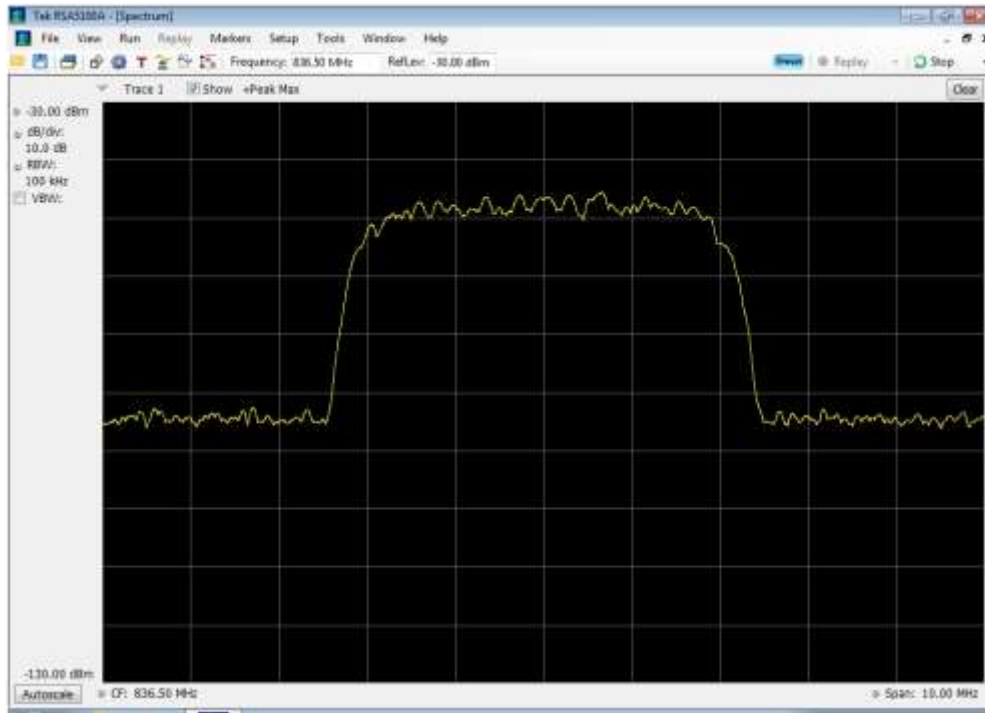 Tek RSA5100A - [Spectrum]
File View Run Replay Markers Setup Tools Window Help
Frequency: 836.50 MHz RefLev: -30.00 dBm Preset Replay Stop
Trace 1 Show +Peak Max Clear
-30.00 dBm
dB/div:
10.0 dB
RBW:
100 kHz
VBW:
-130.00 dBm
Autoscale CF: 836.50 MHz Span: 10.00 MHz